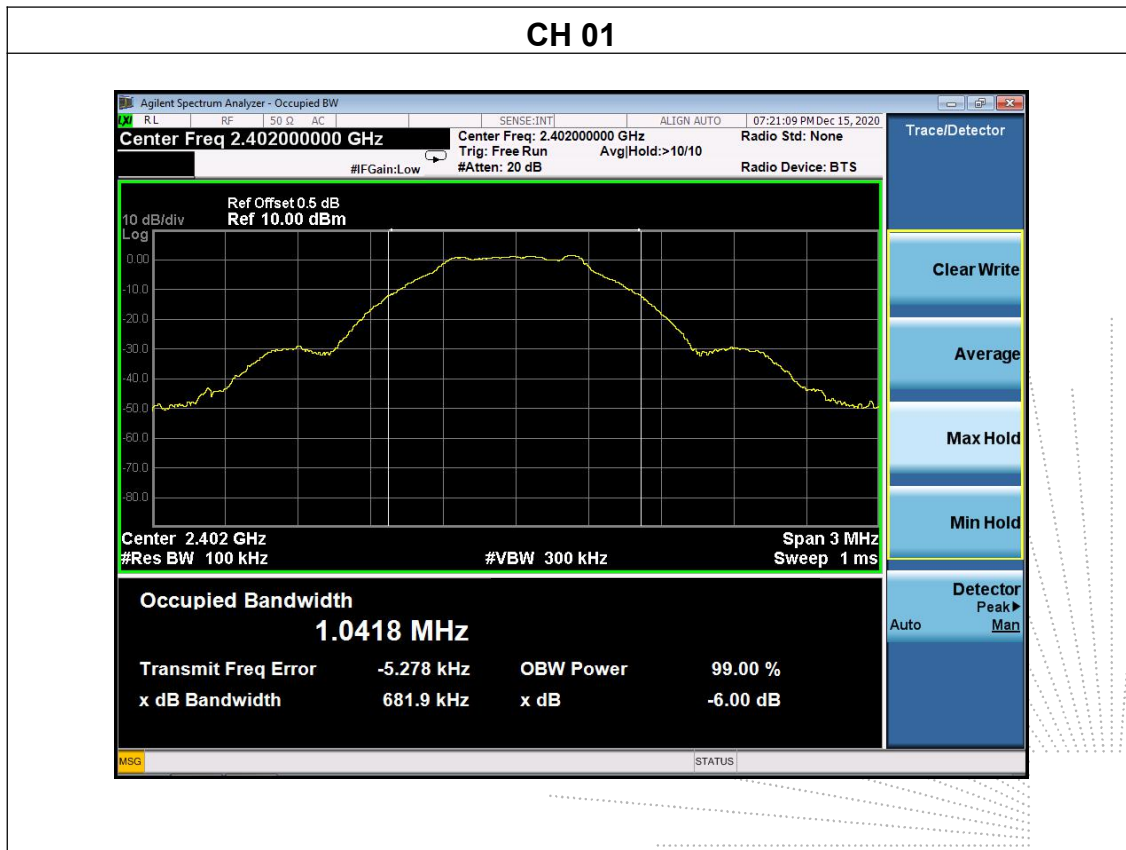 CH 01
Agilent Spectrum Analyzer - Occupied BW
LXI RL RF 50 Ω AC SENSE:INT ALIGN AUTO 07:21:09 PM Dec 15, 2020
Center Freq 2.402000000 GHz
Center Freq: 2.402000000 GHz
Radio Std: None
Trig: Free Run
Avg|Hold:>10/10
#IFGain:Low
#Atten: 20 dB
Radio Device: BTS
Ref Offset 0.5 dB
10 dB/div
Ref 10.00 dBm
Log
0.00
-10.0
-20.0
-30.0
-40.0
-50.0
-60.0
-70.0
-80.0
Center 2.402 GHz
Span 3 MHz
#Res BW 100 kHz
#VBW 300 kHz
Sweep 1 ms
Occupied Bandwidth
1.0418 MHz
Transmit Freq Error -5.278 kHz OBW Power 99.00 %
x dB Bandwidth 681.9 kHz x dB -6.00 dB
MSG
STATUS
Trace/Detector
Clear Write
Average
Max Hold
Min Hold
Detector
Peak▶
Auto Man